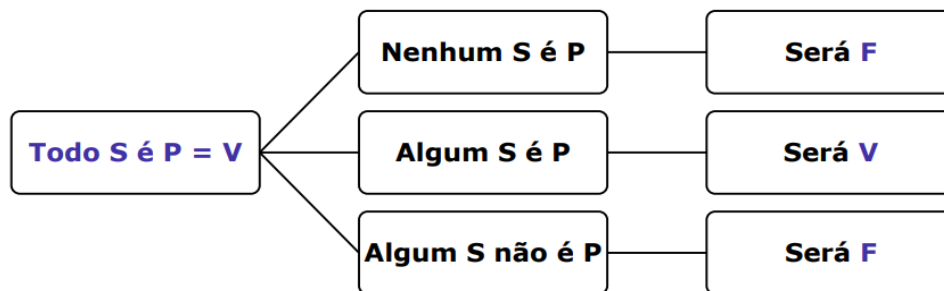 Nenhum S é P
Será F
Todo S é P = V
Algum S é P
Será V
Algum S não é P
Será F